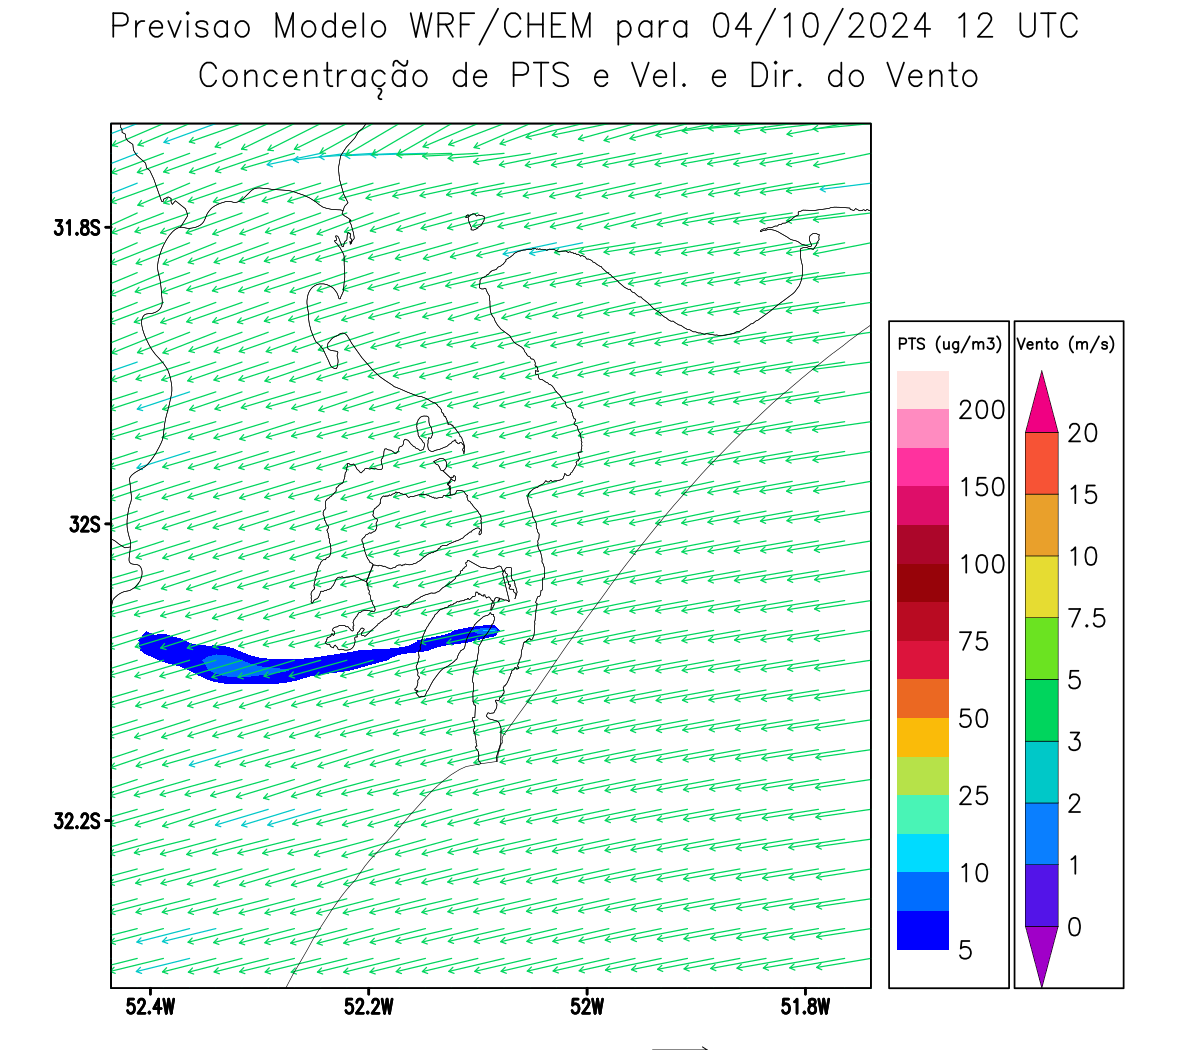 Previsao Modelo WRF/CHEM para 04/10/2024 12 UTC
Concentração de PTS e Vel. e Dir. do Vento
31.8S
32S
32.2S
52.4W 52.2W 52W 51.8W
PTS (ug/m3)
200
150
100
75
50
25
10
5
Vento (m/s)
20
15
10
7.5
5
3
2
1
0